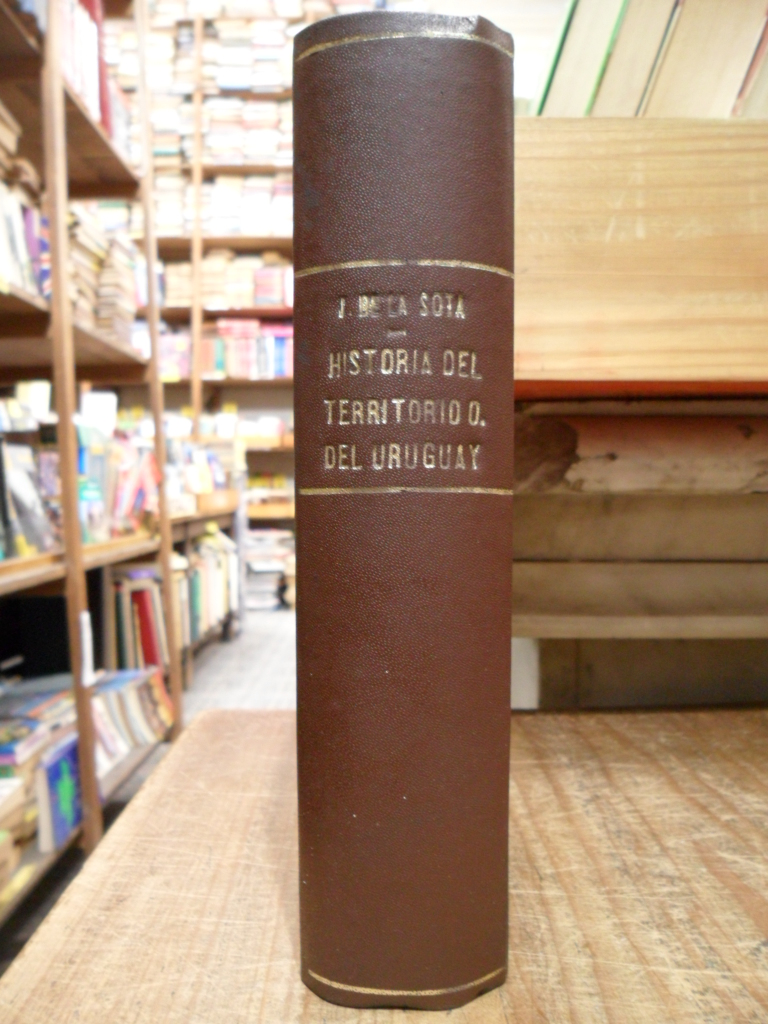 J. DE LA SOTA
HISTORIA DEL
TERRITORIO O.
DEL URUGUAY